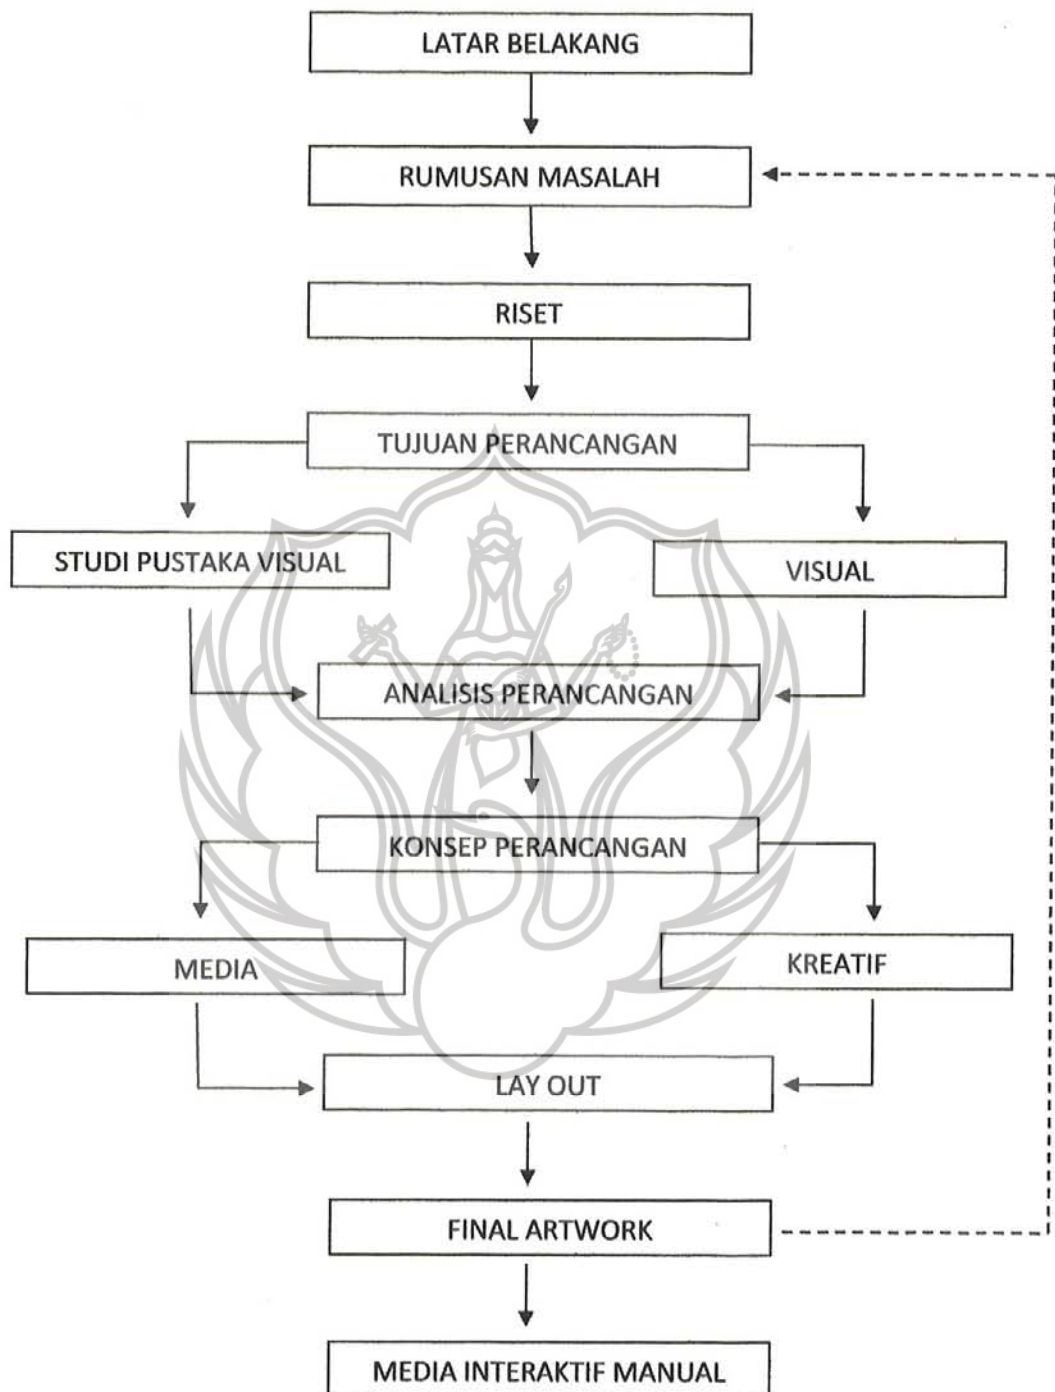 LATAR BELAKANG
RUMUSAN MASALAH
RISET
TUJUAN PERANCANGAN
STUDI PUSTAKA VISUAL
VISUAL
ANALISIS PERANCANGAN
KONSEP PERANCANGAN
MEDIA
KREATIF
LAY OUT
FINAL ARTWORK
MEDIA INTERAKTIF MANUAL